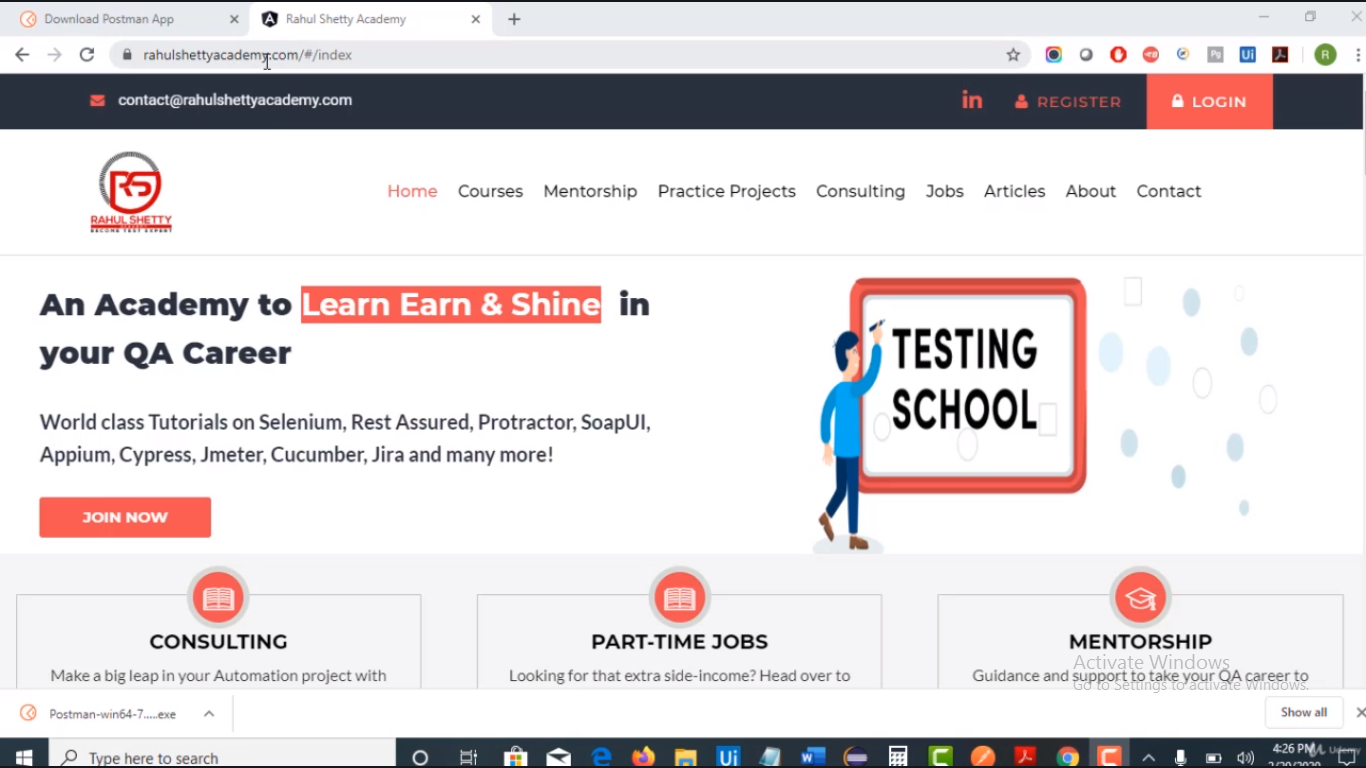 Download Postman App
Rahul Shetty Academy
rahulshettyacademy.com/#/index
contact@rahulshettyacademy.com
in
REGISTER
LOGIN
RS
RAHUL SHETTY
ACADEMY
BECOME TEST EXPERT
Home Courses Mentorship Practice Projects Consulting Jobs Articles About Contact
An Academy to Learn Earn & Shine in
your QA Career
World class Tutorials on Selenium, Rest Assured, Protractor, SoapUI,
Appium, Cypress, Jmeter, Cucumber, Jira and many more!
JOIN NOW
TESTING
SCHOOL
CONSULTING
Make a big leap in your Automation project with
PART-TIME JOBS
Looking for that extra side-income? Head over to
MENTORSHIP
Guidance and support to take your QA career to
Activate Windows
Go to Settings to activate Windows.
Postman-win64-7.....exe
Show all
Type here to search
4:26 PM
Udemy